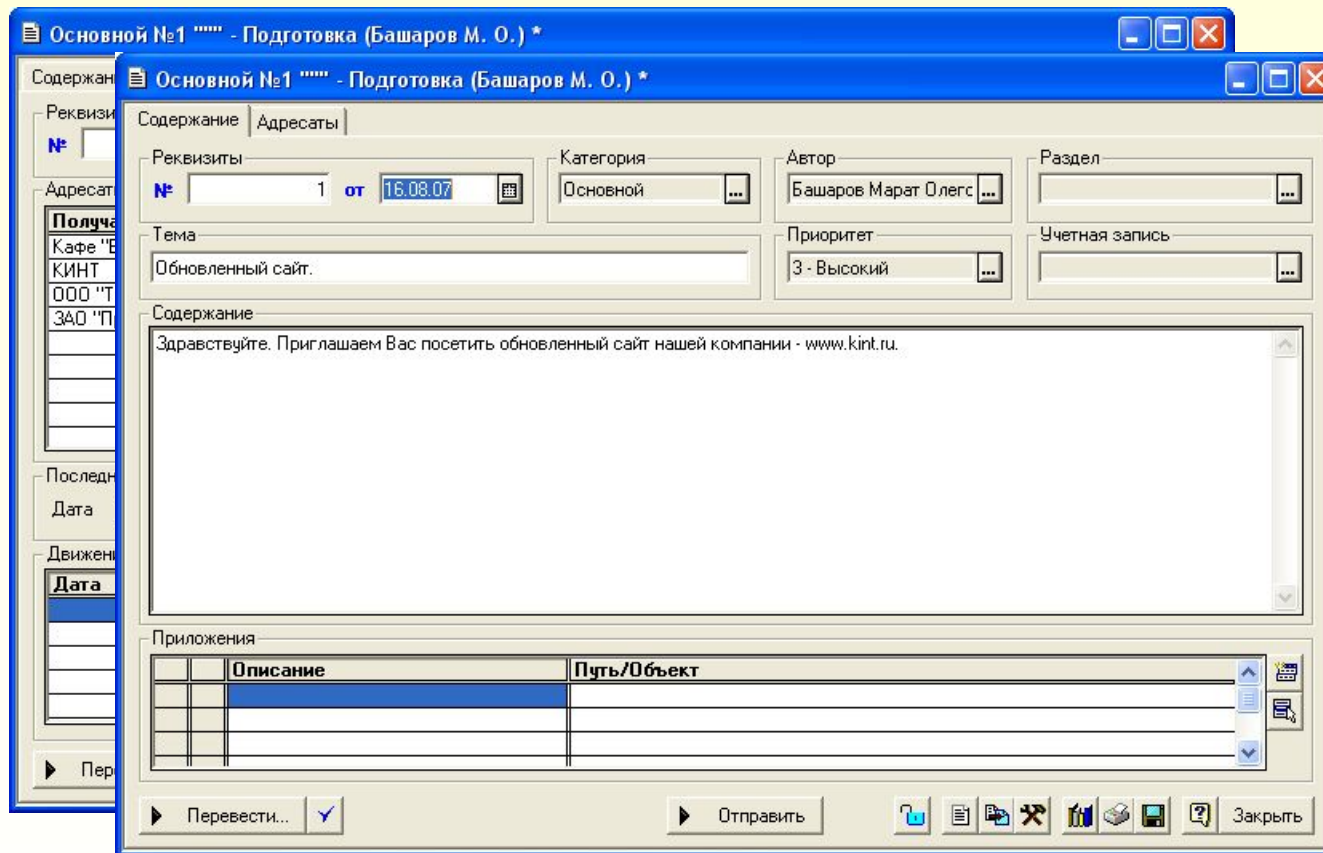 Основной №1 """ - Подготовка (Башаров М. О.) *
Содержан
Реквизи
№
Адресат
Получа
Кафе "Е
КИНТ
ООО "Т
ЗАО "П
Последн
Дата
Движени
Дата
Пер
Основной №1 """ - Подготовка (Башаров М. О.) *
Содержание Адресаты
Реквизиты Категория Автор Раздел
№ 1 от 16.08.07 Основной ... Башаров Марат Олегс ... ...
Тема Приоритет Учетная запись
Обновленный сайт. 3 - Высокий ... ...
Содержание
Здравствуйте. Приглашаем Вас посетить обновленный сайт нашей компании - www.kint.ru.
Приложения
Описание Путь/Объект
Перевести... Отправить Закрыть